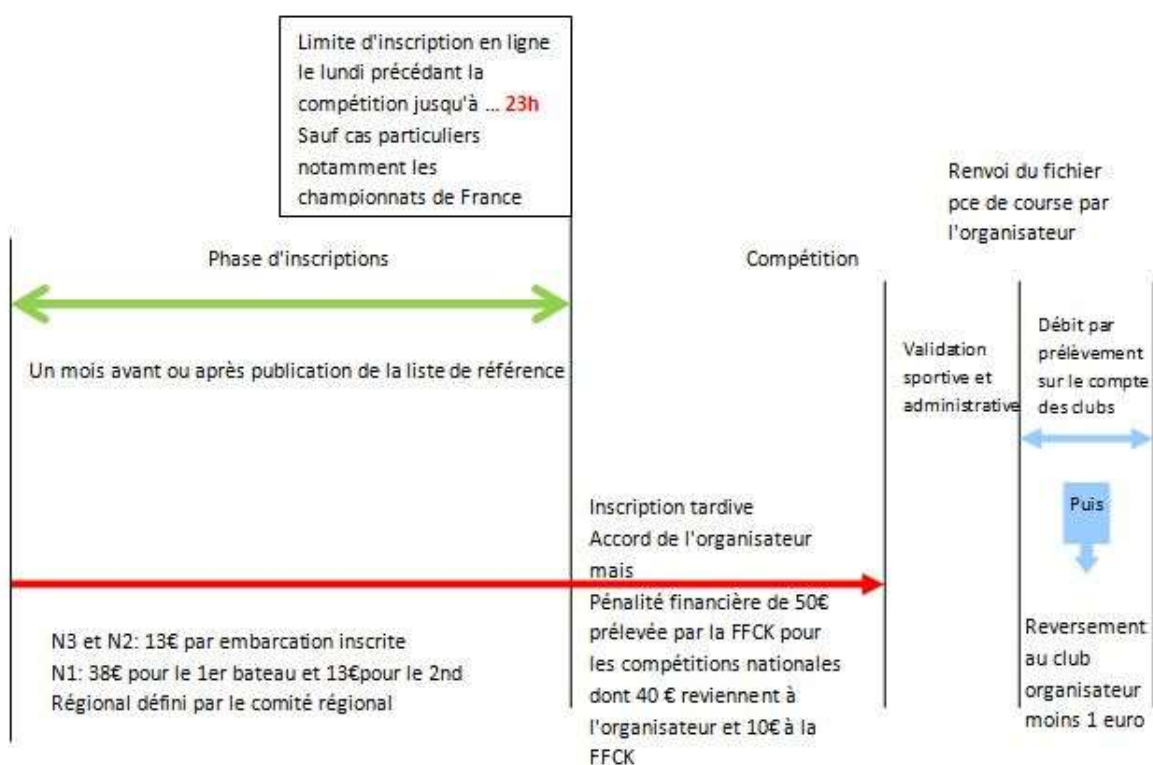 Limite d'inscription en ligne
le lundi précédant la
compétition jusqu'à ... 23h
Sauf cas particuliers
notamment les
championnats de France
Renvoi du fichier
pce de course par
l'organisateur
Phase d'inscriptions
Compétition
Un mois avant ou après publication de la liste de référence
Validation
sportive et
administrative
Débit par
prélèvement
sur le compte
des clubs
Puis
Inscription tardive
Accord de l'organisateur
mais
Pénalité financière de 50€
prélevée par la FFCK pour
les compétitions nationales
dont 40 € reviennent à
l'organisateur et 10€ à la
FFCK
N3 et N2: 13€ par embarcation inscrite
N1: 38€ pour le 1er bateau et 13€pour le 2nd
Régional défini par le comité régional
Reversement
au club
organisateur
moins 1 euro